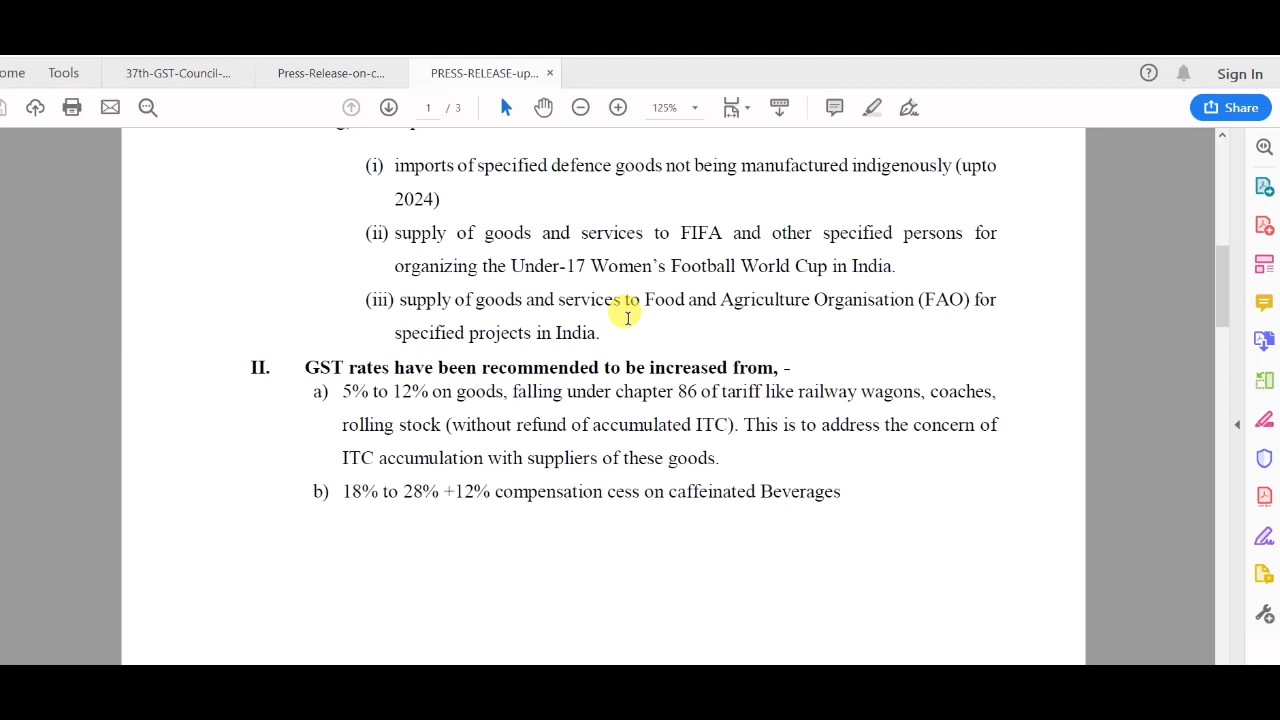 ome Tools 37th-GST-Council-... Press-Release-on-c... PRESS-RELEASE-up... ×
Sign In
1 / 3 125% Share
(i) imports of specified defence goods not being manufactured indigenously (upto
2024)
(ii) supply of goods and services to FIFA and other specified persons for
organizing the Under-17 Women’s Football World Cup in India.
(iii) supply of goods and services to Food and Agriculture Organisation (FAO) for
specified projects in India.
II. GST rates have been recommended to be increased from, -
a) 5% to 12% on goods, falling under chapter 86 of tariff like railway wagons, coaches,
rolling stock (without refund of accumulated ITC). This is to address the concern of
ITC accumulation with suppliers of these goods.
b) 18% to 28% +12% compensation cess on caffeinated Beverages